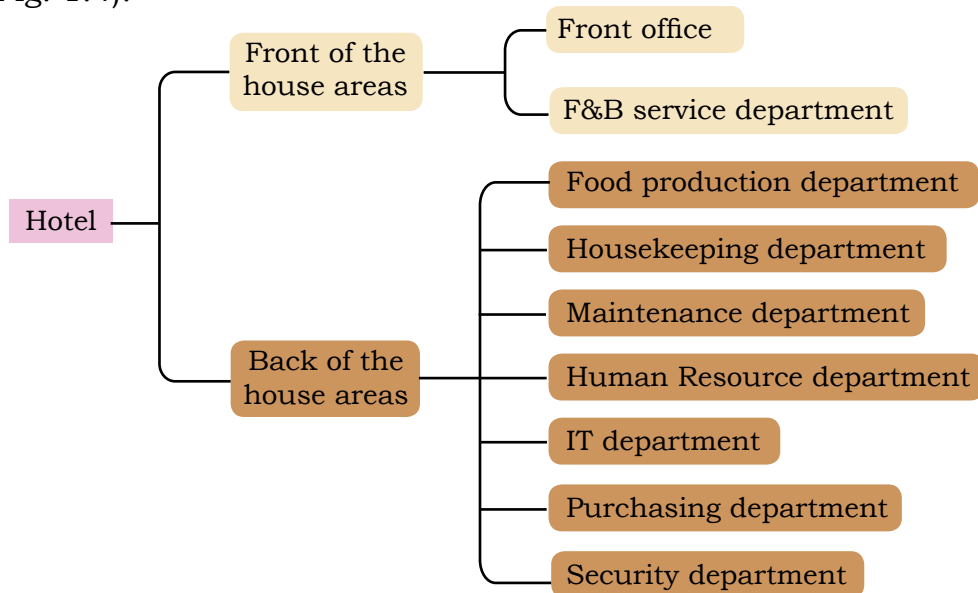 Front office
Front of the
house areas
F&B service department
Food production department
Hotel
Housekeeping department
Maintenance department
Back of the
house areas
Human Resource department
IT department
Purchasing department
Security department